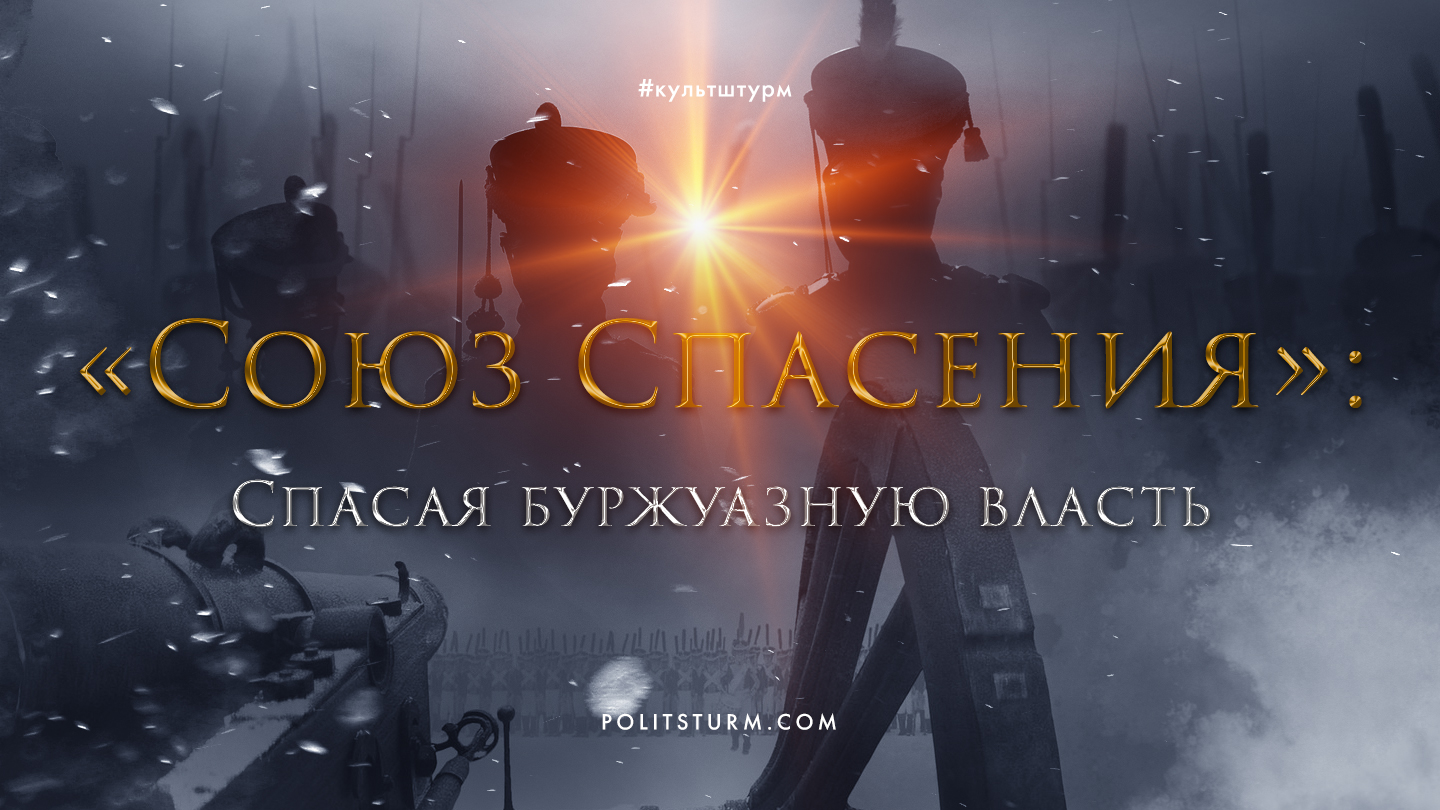 #культштурм
«Союз Спасения»:
Спасая буржуазную власть
POLITSTURM.COM